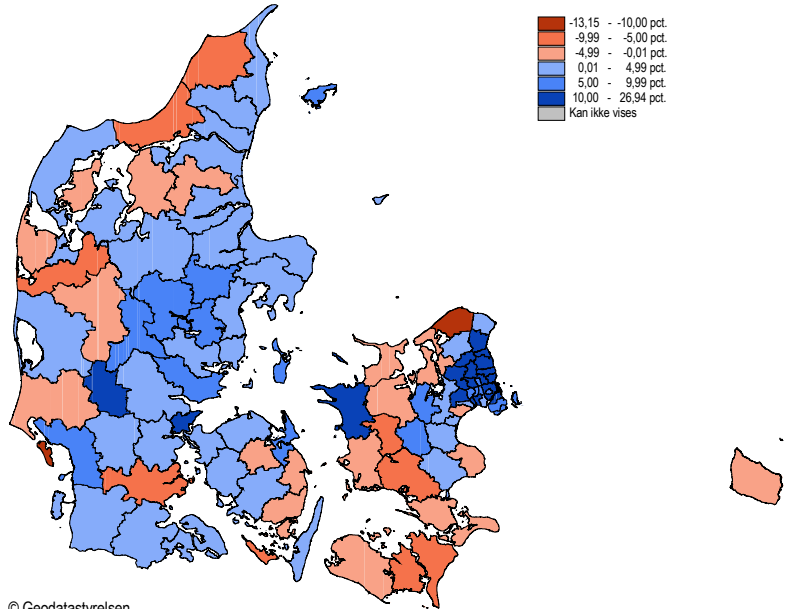 -13,15 - -10,00 pct.
-9,99 - -5,00 pct.
-4,99 - -0,01 pct.
0,01 - 4,99 pct.
5,00 - 9,99 pct.
10,00 - 26,94 pct.
Kan ikke vises
© Geodatastyrelsen